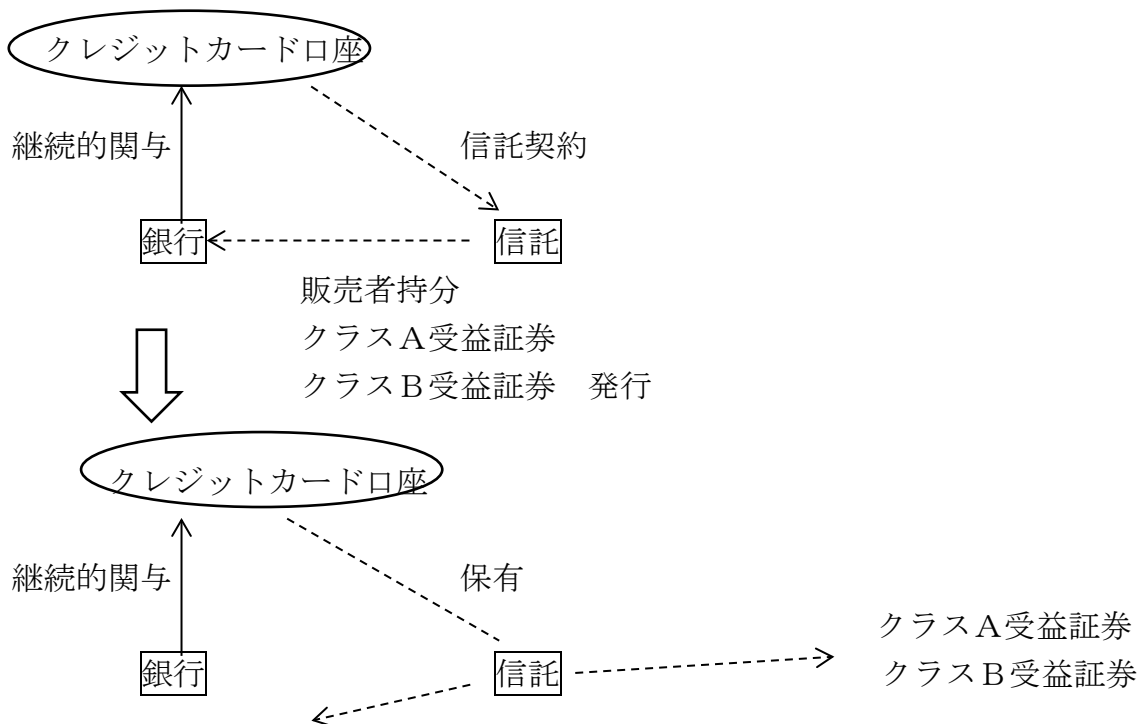 クレジットカード口座
継続的関与
信託契約
銀行
信託
販売者持分
クラスＡ受益証券
クラスＢ受益証券　発行
クレジットカード口座
継続的関与
保有
クラスＡ受益証券
クラスＢ受益証券
銀行
信託